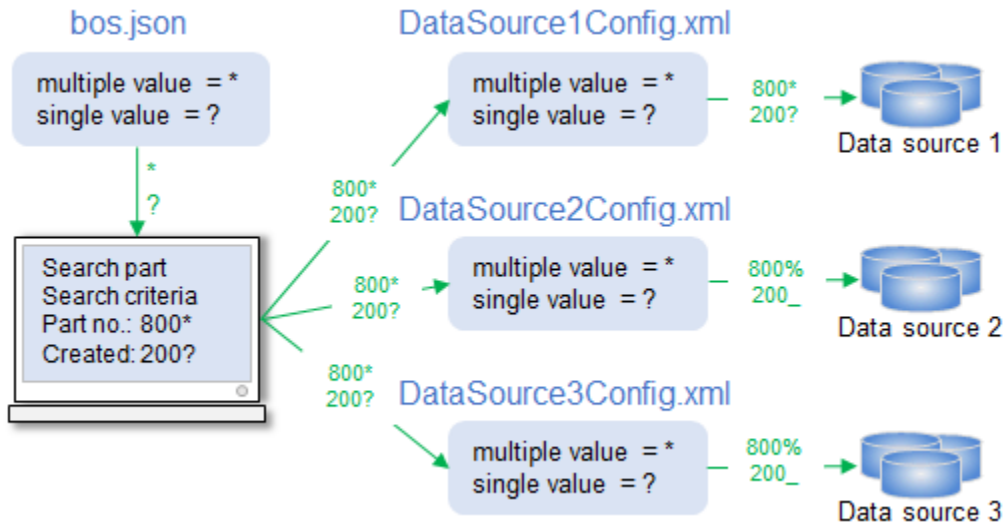 bos.json
multiple value = *
single value = ?
*
?
Search part
Search criteria
Part no.: 800*
Created: 200?
800*
200?
800*
200?
800*
200?
DataSource1Config.xml
multiple value = *
single value = ?
800*
200?
Data source 1
DataSource2Config.xml
multiple value = *
single value = ?
800%
200_
Data source 2
DataSource3Config.xml
multiple value = *
single value = ?
800%
200_
Data source 3